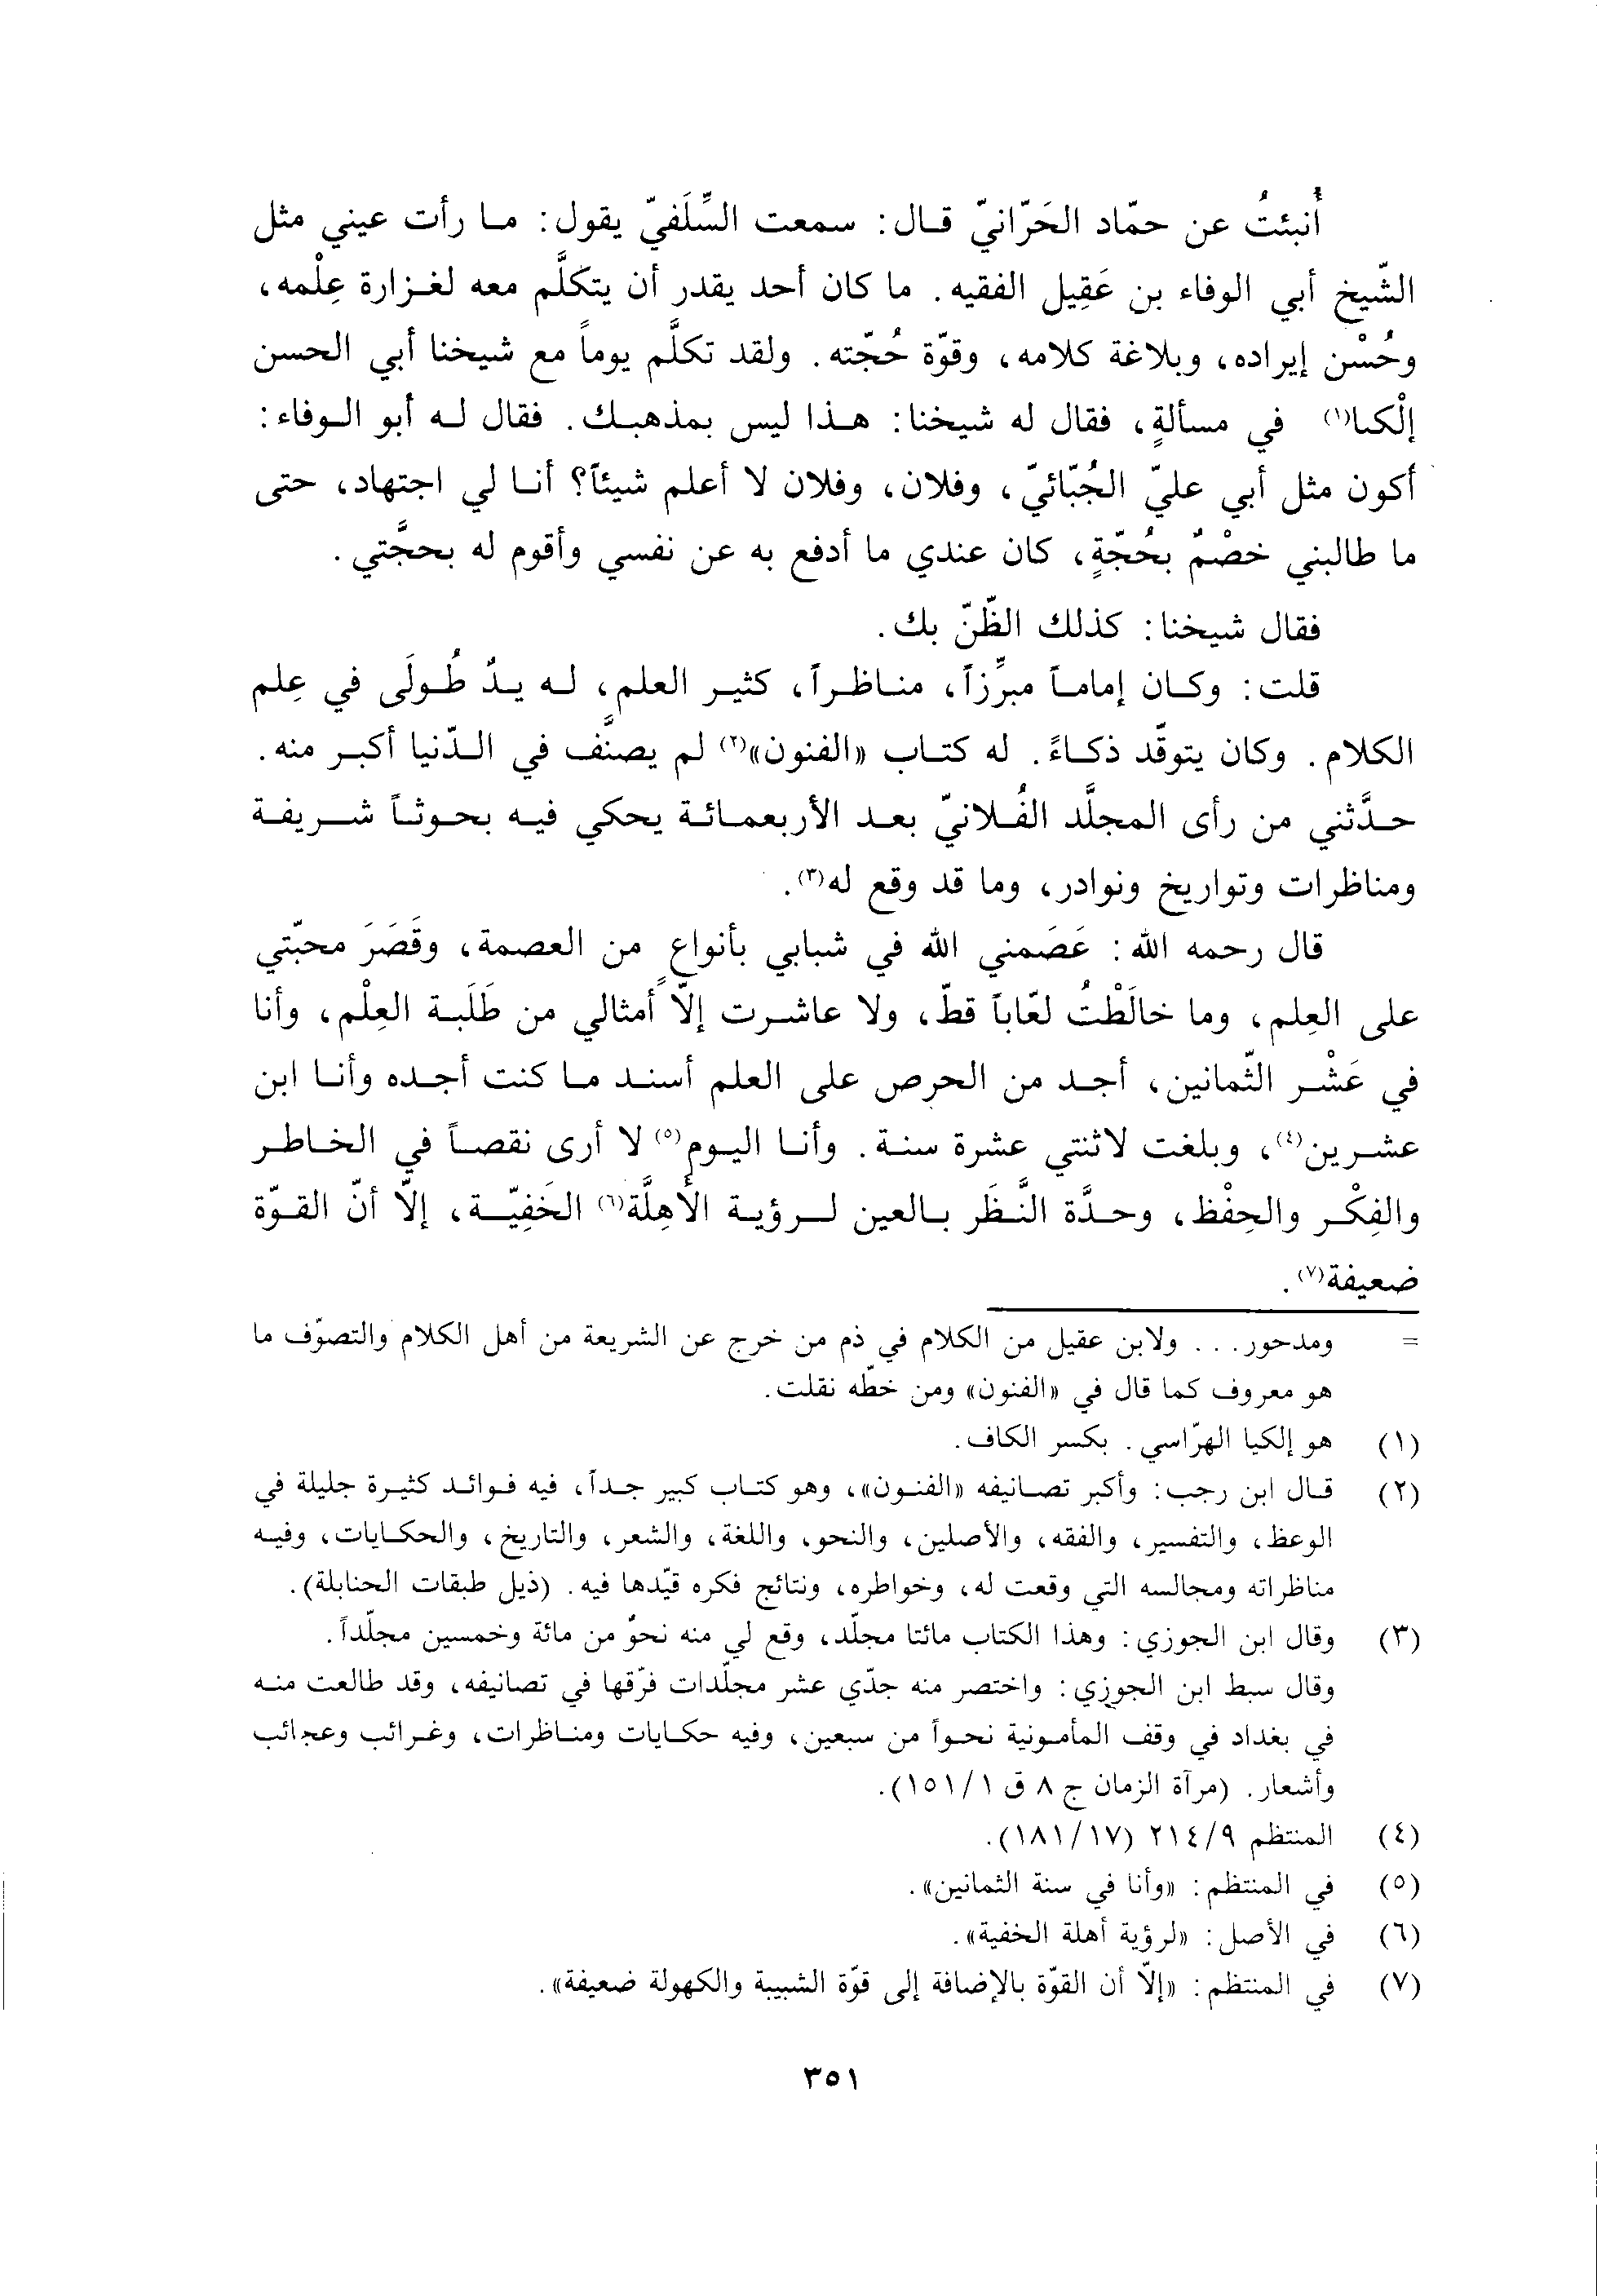 أُنبئتُ عن حمّاد الحَرّانيّ قال: سمعت السِّلَفيّ يقول: ما رأت عيني مثل
الشّيخ أبي الوفاء بن عَقِيل الفقيه. ما كان أحد يقدر أن يتكلَّم معه لغزارة عِلْمه،
وحُسْن إيراده، وبلاغة كلامه، وقوّة حُجّته. ولقد تكلَّم يوماً مع شيخنا أبي الحسن
إلْكيا(١) في مسألةٍ، فقال له شيخنا: هذا ليس بمذهبك. فقال له أبو الوفاء:
أكون مثل أبي عليّ الجُبّائيّ، وفلان، وفلان لا أعلم شيئاً؟ أنا لي اجتهاد، حتى
ما طالبني خصْمٌ بحُجّةٍ، كان عندي ما أدفع به عن نفسي وأقوم له بحجَّتي.
فقال شيخنا: كذلك الظّنّ بك.
قلت: وكان إماماً مبرِّزاً، مناظراً، كثير العلم، له يدٌ طُولَى في عِلم
الكلام. وكان يتوقّد ذكاءً. له كتاب «الفنون»(٢) لم يصنَّف في الدّنيا أكبر منه.
حدَّثني من رأى المجلَّد الفُلانيّ بعد الأربعمائة يحكي فيه بحوثاً شريفة
ومناظرات وتواريخ ونوادر، وما قد وقع له(٣).
قال رحمه الله: عَصَمني الله في شبابي بأنواعٍ من العصمة، وقَصَرَ محبّتي
على العِلم، وما خالَطْتُ لعّاباً قطّ، ولا عاشرت إلاّ أمثالي من طَلَبة العِلْم، وأنا
في عَشْر الثّمانين، أجد من الحرص على العلم أسند ما كنت أجده وأنا ابن
عشرين(٤)، وبلغت لاثنتي عشرة سنة. وأنا اليوم(٥) لا أرى نقصاً في الخاطر
والفِكْر والحِفْظ، وحدَّة النَّظَر بالعين لرؤية الأهِلَّة(٦) الخَفِيّة، إلاّ أنّ القوّة
ضعيفة(٧).
= ومدحور... ولابن عقيل من الكلام في ذم من خرج عن الشريعة من أهل الكلام والتصوّف ما
هو معروف كما قال في «الفنون» ومن خطّه نقلت.
(١) هو إلكيا الهرّاسي. بكسر الكاف.
(٢) قال ابن رجب: وأكبر تصانيفه «الفنون»، وهو كتاب كبير جداً، فيه فوائد كثيرة جليلة في
الوعظ، والتفسير، والفقه، والأصلين، والنحو، واللغة، والشعر، والتاريخ، والحكايات، وفيه
مناظراته ومجالسه التي وقعت له، وخواطره، ونتائج فكره قيّدها فيه. (ذيل طبقات الحنابلة).
(٣) وقال ابن الجوزي: وهذا الكتاب مائتا مجلّد، وقع لي منه نحوٌ من مائة وخمسين مجلّداً.
وقال سبط ابن الجوزي: واختصر منه جدّي عشر مجلّدات فرّقها في تصانيفه، وقد طالعت منه
في بغداد في وقف المأمونية نحواً من سبعين، وفيه حكايات ومناظرات، وغرائب وعجائب
وأشعار. (مرآة الزمان ج ٨ ق ١/١٥١).
(٤) المنتظم ٢١٤/٩ (١٨١/١٧).
(٥) في المنتظم: «وأنا في سنة الثمانين».
(٦) في الأصل: «لرؤية أهلة الخفية».
(٧) في المنتظم: «إلاّ أن القوّة بالإضافة إلى قوّة الشبيبة والكهولة ضعيفة».
٣٥١